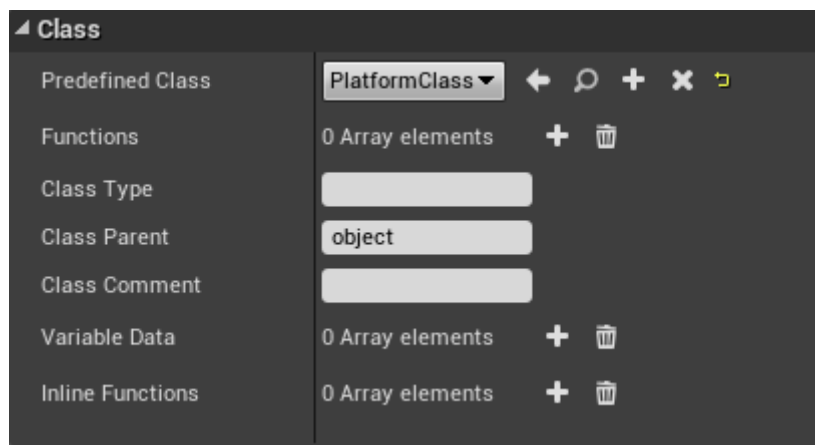 Class
Predefined Class PlatformClass
Functions 0 Array elements
Class Type
Class Parent object
Class Comment
Variable Data 0 Array elements
Inline Functions 0 Array elements